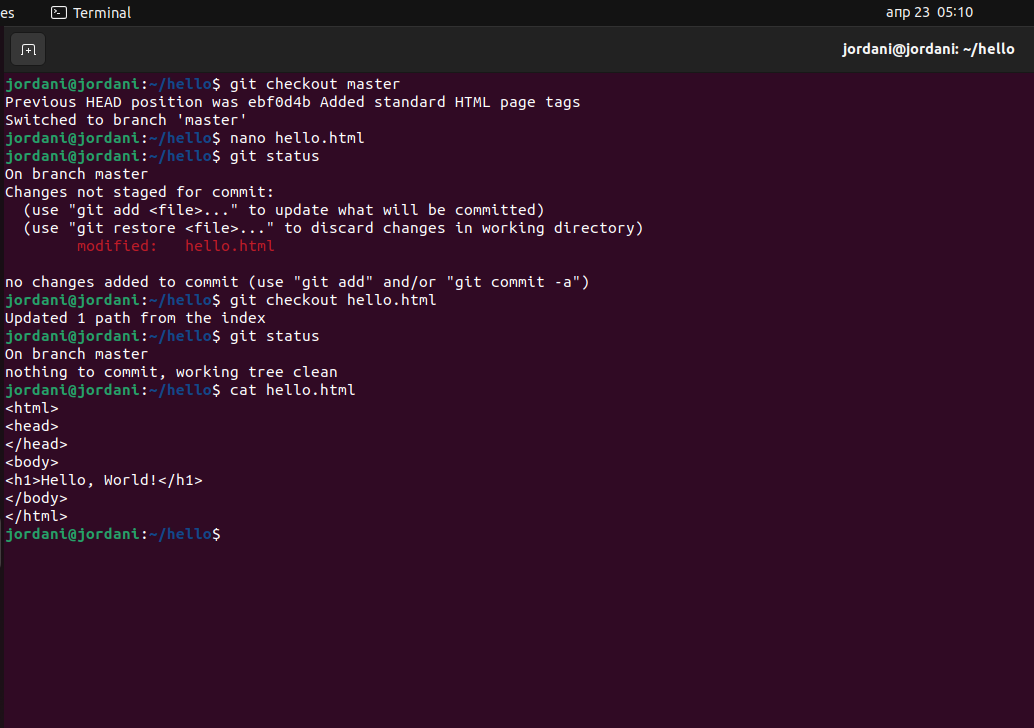 es Terminal апр 23 05:10
jordani@jordani: ~/hello
jordani@jordani:~/hello$ git checkout master
Previous HEAD position was ebf0d4b Added standard HTML page tags
Switched to branch 'master'
jordani@jordani:~/hello$ nano hello.html
jordani@jordani:~/hello$ git status
On branch master
Changes not staged for commit:
  (use "git add <file>..." to update what will be committed)
  (use "git restore <file>..." to discard changes in working directory)
        modified:   hello.html

no changes added to commit (use "git add" and/or "git commit -a")
jordani@jordani:~/hello$ git checkout hello.html
Updated 1 path from the index
jordani@jordani:~/hello$ git status
On branch master
nothing to commit, working tree clean
jordani@jordani:~/hello$ cat hello.html
<html>
<head>
</head>
<body>
<h1>Hello, World!</h1>
</body>
</html>
jordani@jordani:~/hello$